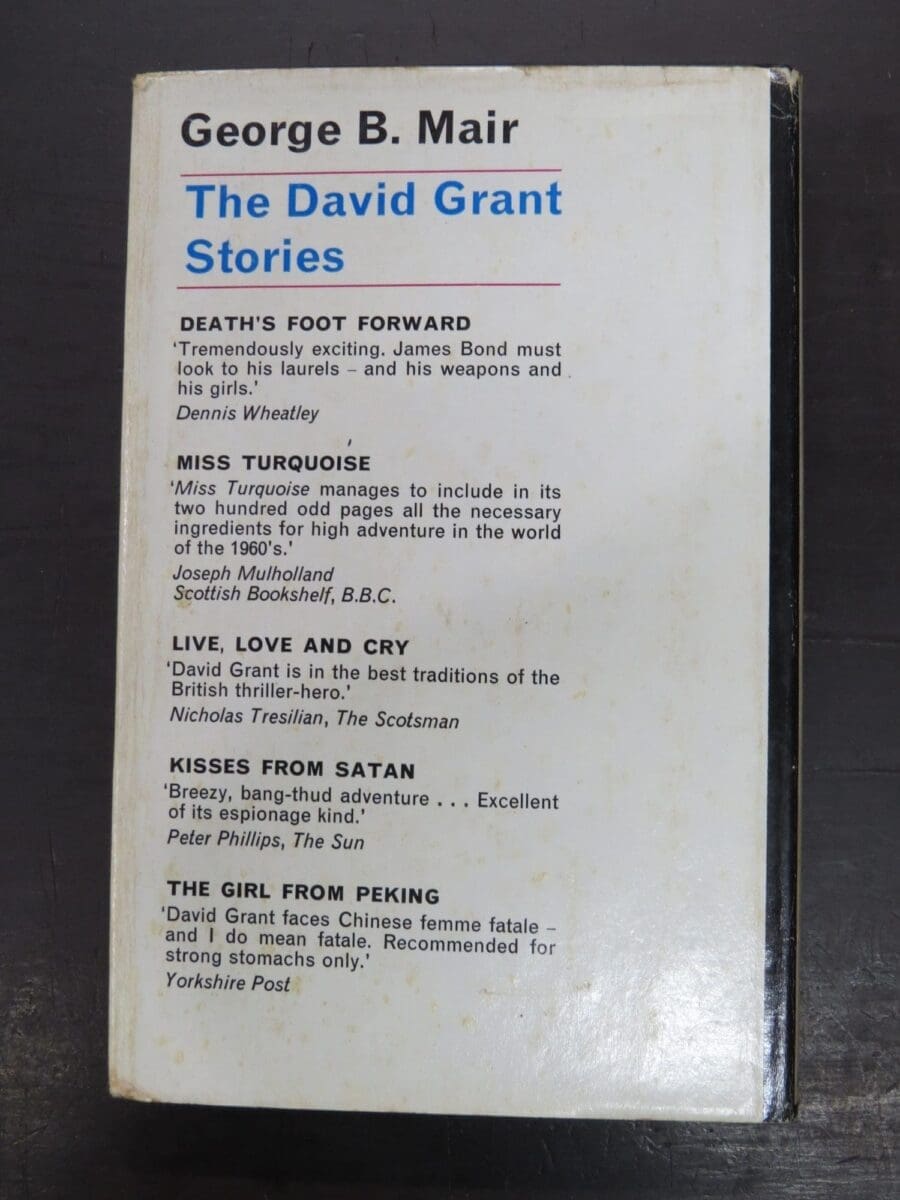 George B. Mair
The David Grant
Stories
DEATH'S FOOT FORWARD
'Tremendously exciting. James Bond must
look to his laurels – and his weapons and
his girls.'
Dennis Wheatley
MISS TURQUOISE
'Miss Turquoise manages to include in its
two hundred odd pages all the necessary
ingredients for high adventure in the world
of the 1960's.'
Joseph Mulholland
Scottish Bookshelf, B.B.C.
LIVE, LOVE AND CRY
'David Grant is in the best traditions of the
British thriller-hero.'
Nicholas Tresilian, The Scotsman
KISSES FROM SATAN
'Breezy, bang-thud adventure . . . Excellent
of its espionage kind.'
Peter Phillips, The Sun
THE GIRL FROM PEKING
'David Grant faces Chinese femme fatale –
and I do mean fatale. Recommended for
strong stomachs only.'
Yorkshire Post